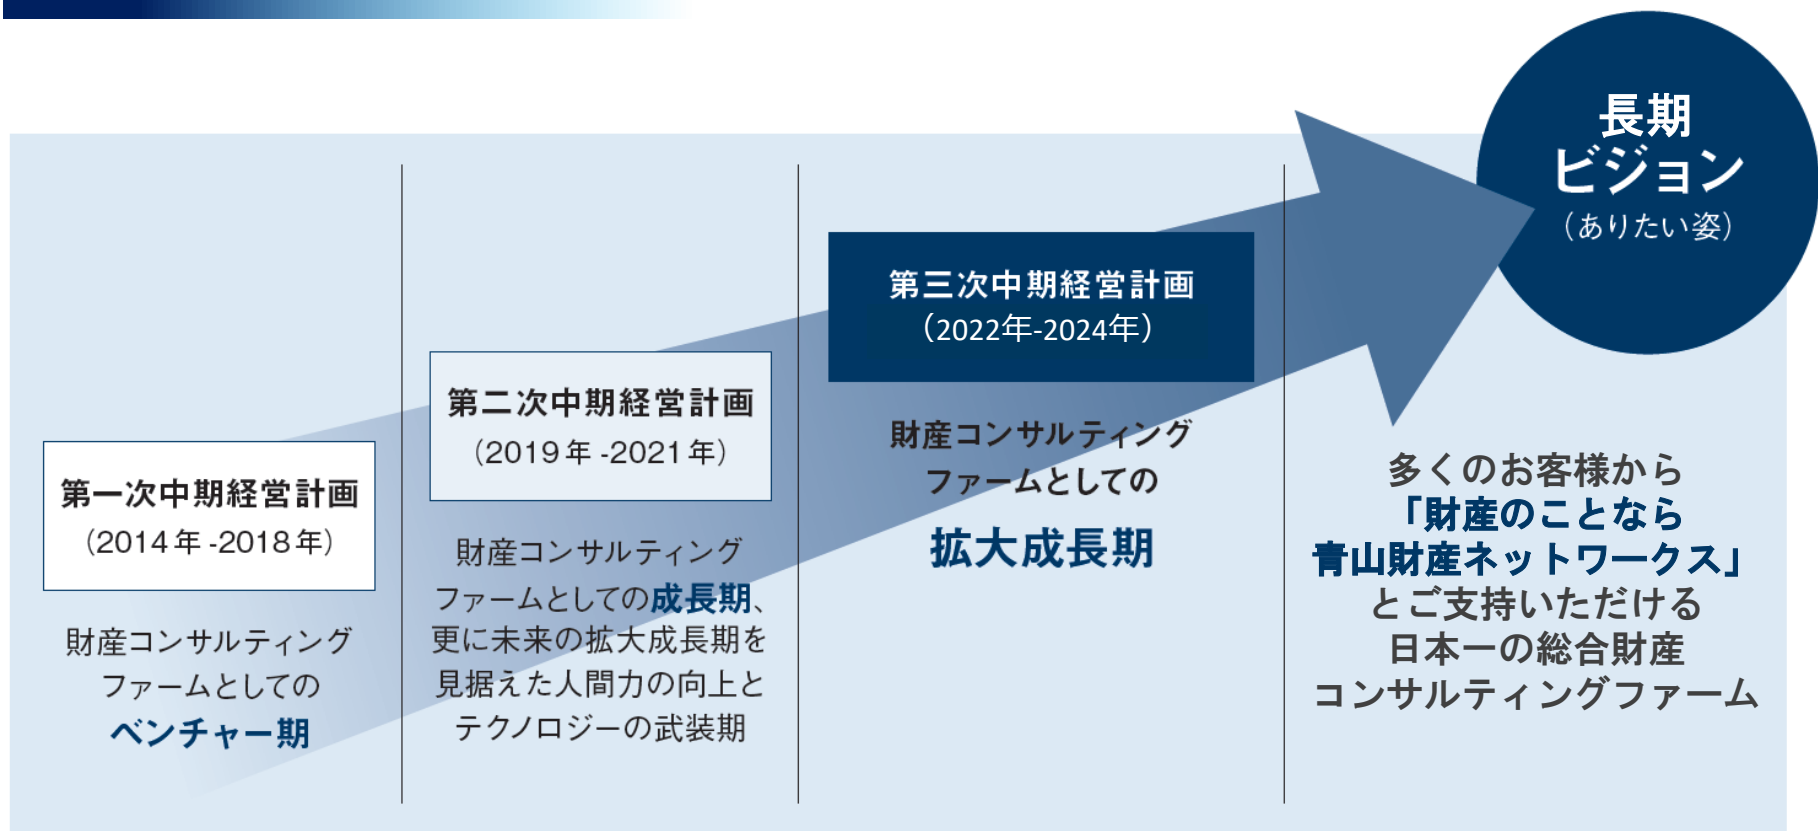 第一次中期経営計画
(2014年 -2018年)
財産コンサルティング
ファームとしての
ベンチャー期
第二次中期経営計画
(2019年 -2021年)
財産コンサルティング
ファームとしての成長期、
更に未来の拡大成長期を
見据えた人間力の向上と
テクノロジーの武装期
第三次中期経営計画
（2022年-2024年）
財産コンサルティング
ファームとしての
拡大成長期
長期
ビジョン
（ありたい姿）
多くのお客様から
「財産のことなら
青山財産ネットワークス」
とご支持いただける
日本一の総合財産
コンサルティングファーム